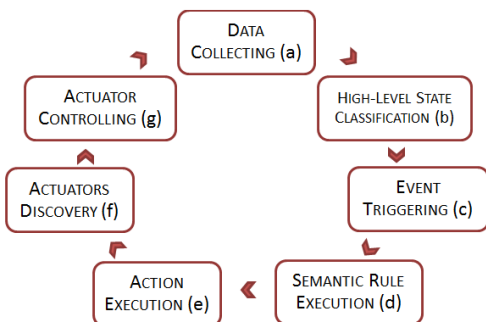 DATA
COLLECTING (a)
HIGH-LEVEL STATE
CLASSIFICATION (b)
EVENT
TRIGGERING (c)
SEMANTIC RULE
EXECUTION (d)
ACTION
EXECUTION (e)
ACTUATORS
DISCOVERY (f)
ACTUATOR
CONTROLLING (g)